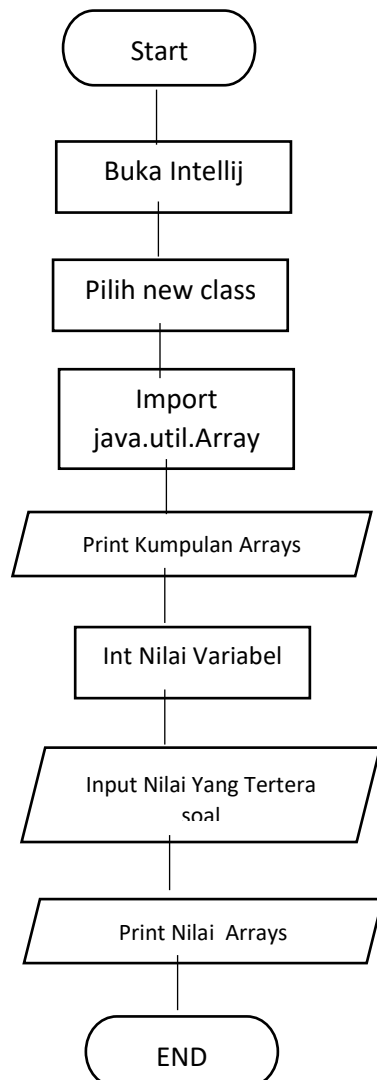 Start
Buka Intellij
Pilih new class
Import
java.util.Array
Print Kumpulan Arrays
Int Nilai Variabel
Input Nilai Yang Tertera
soal
Print Nilai Arrays
END